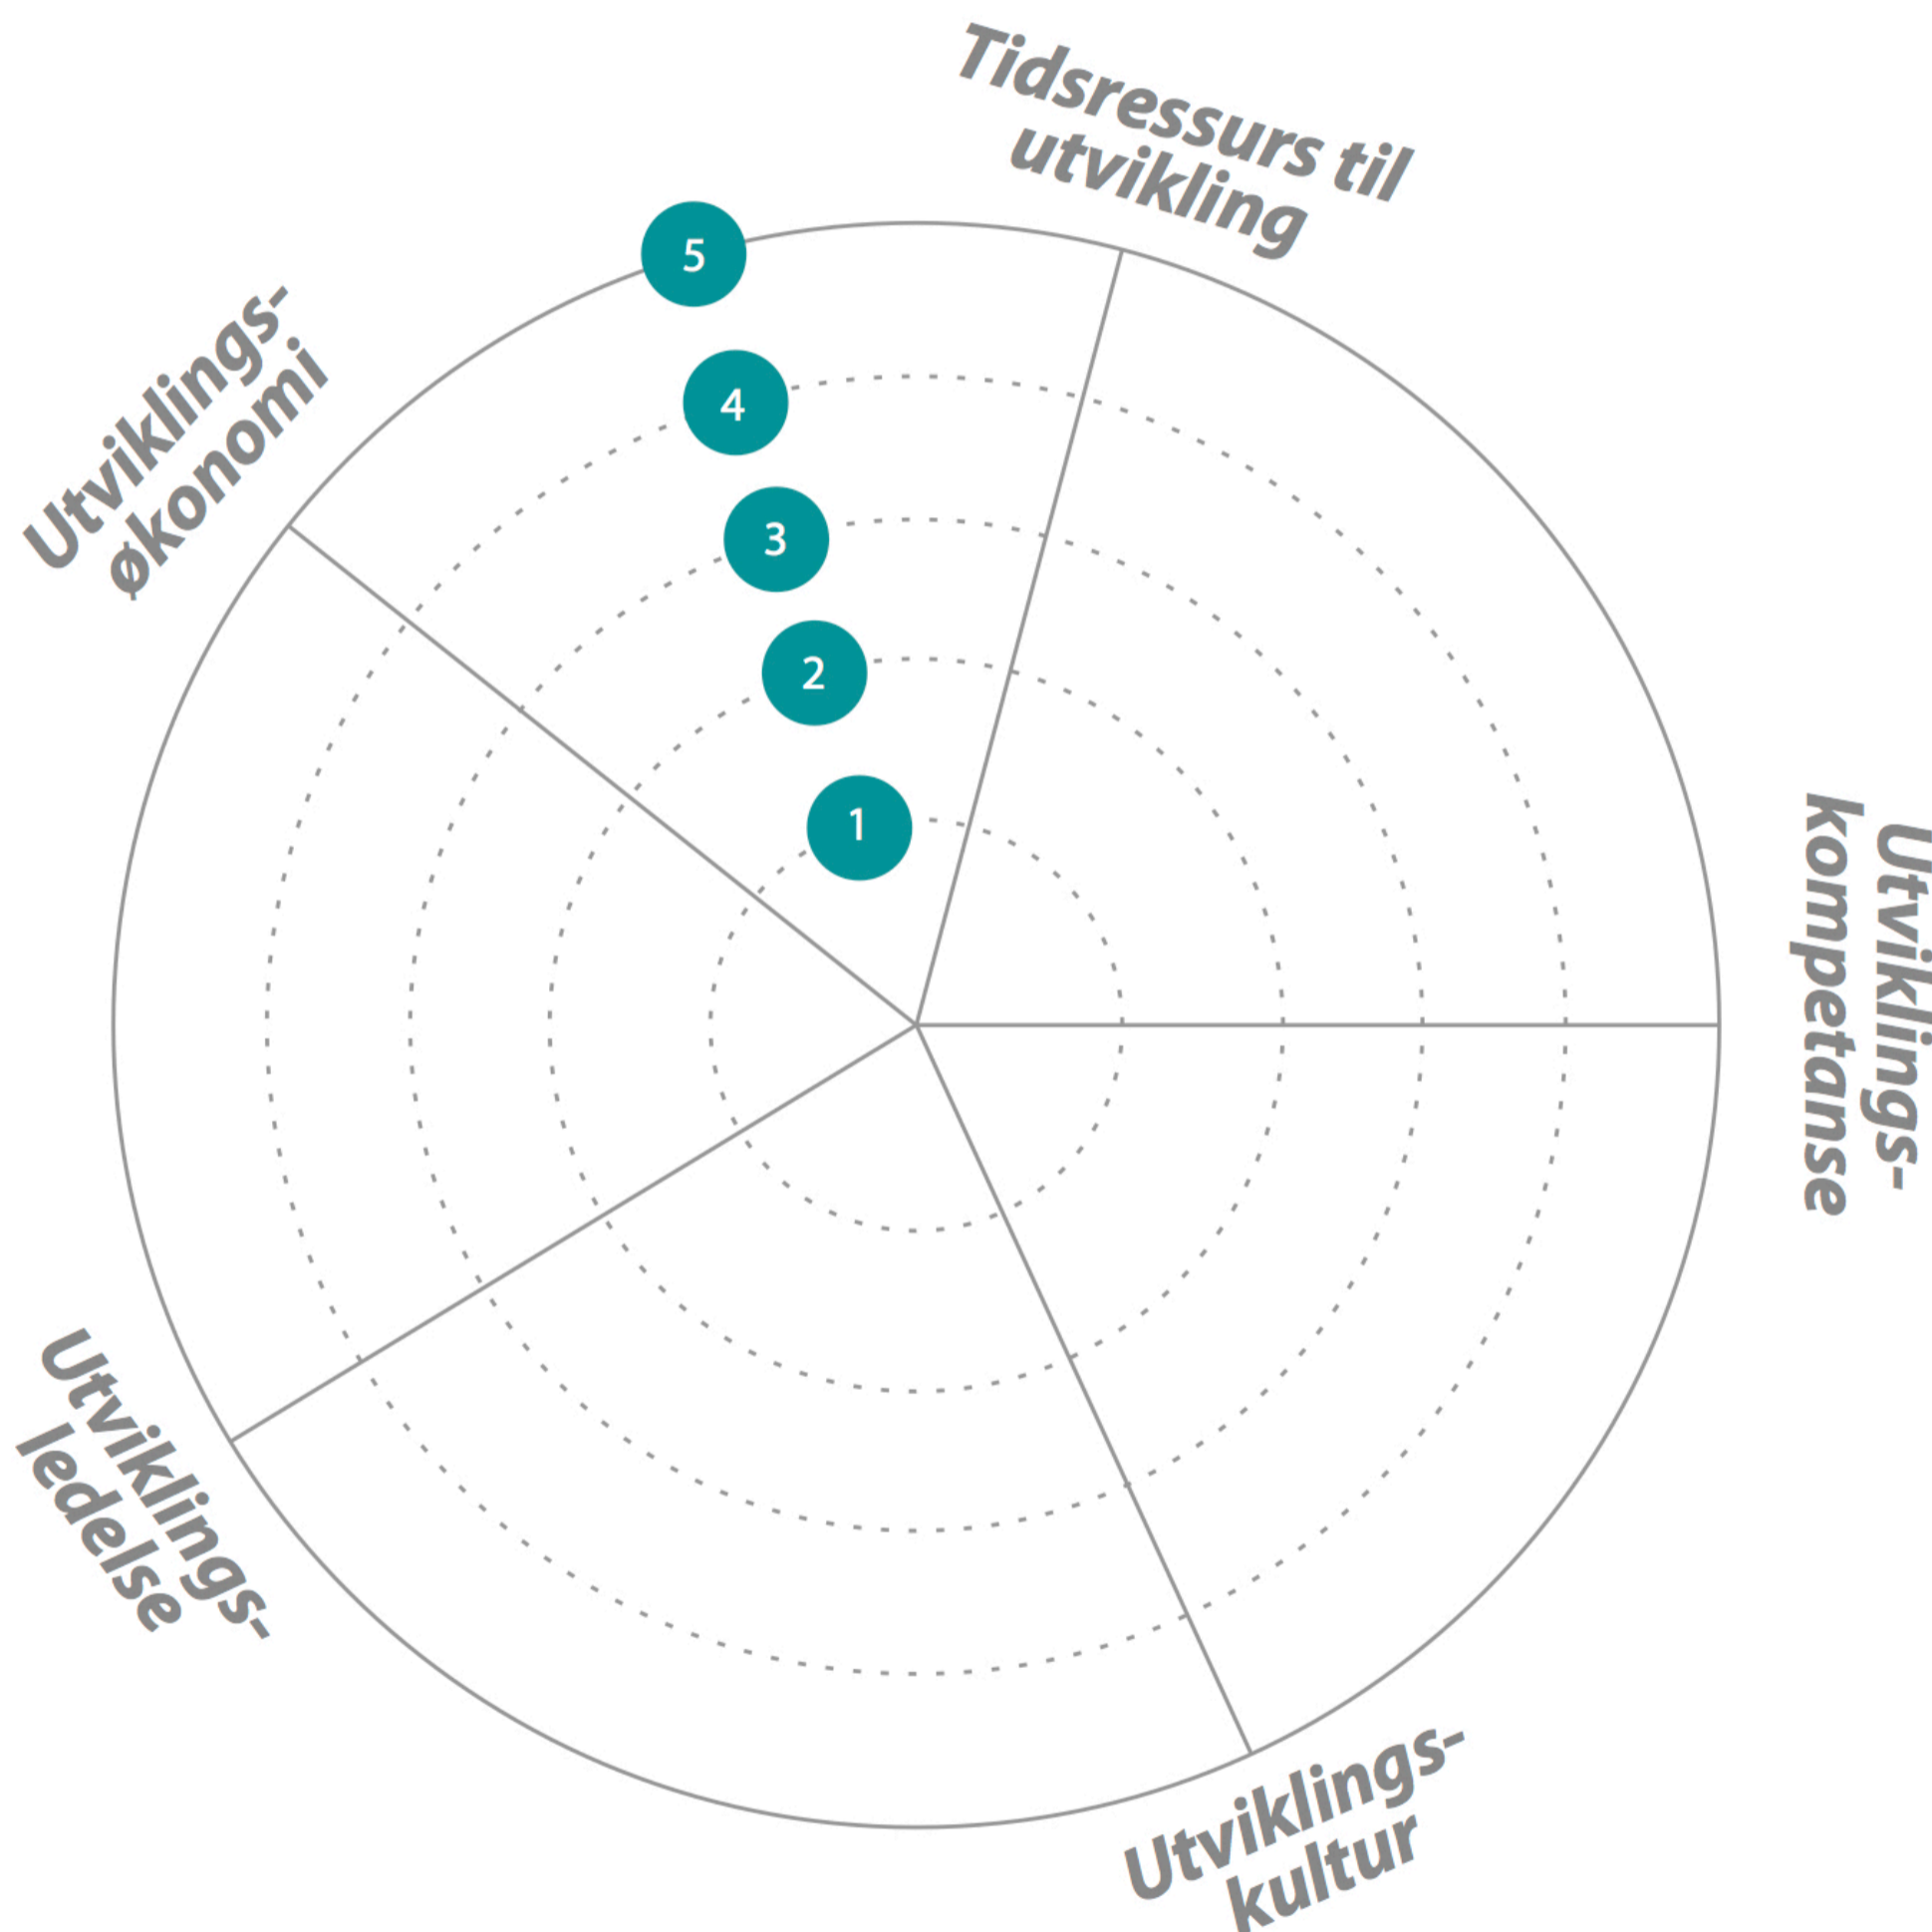 Tidsressurs til
utvikling
5
4
3
2
1
Utviklings-
økonomi
Utviklings-
kompetanse
Utviklings-
ledelse
Utviklings-
kultur